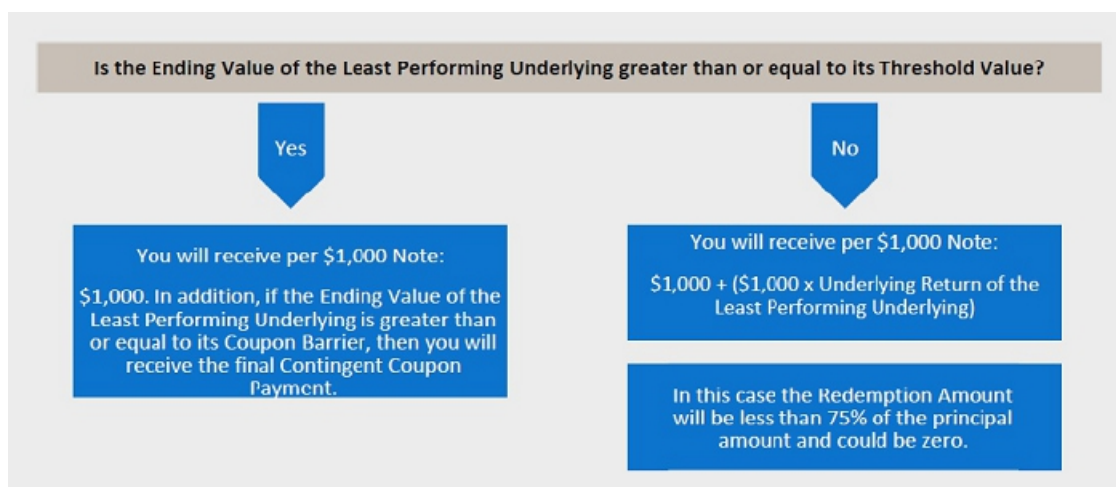 Is the Ending Value of the Least Performing Underlying greater than or equal to its Threshold Value?
Yes
No
You will receive per $1,000 Note:
$1,000. In addition, if the Ending Value of the
Least Performing Underlying is greater than
or equal to its Coupon Barrier, then you will
receive the final Contingent Coupon
Payment.
You will receive per $1,000 Note:
$1,000 + ($1,000 x Underlying Return of the
Least Performing Underlying)
In this case the Redemption Amount
will be less than 75% of the principal
amount and could be zero.